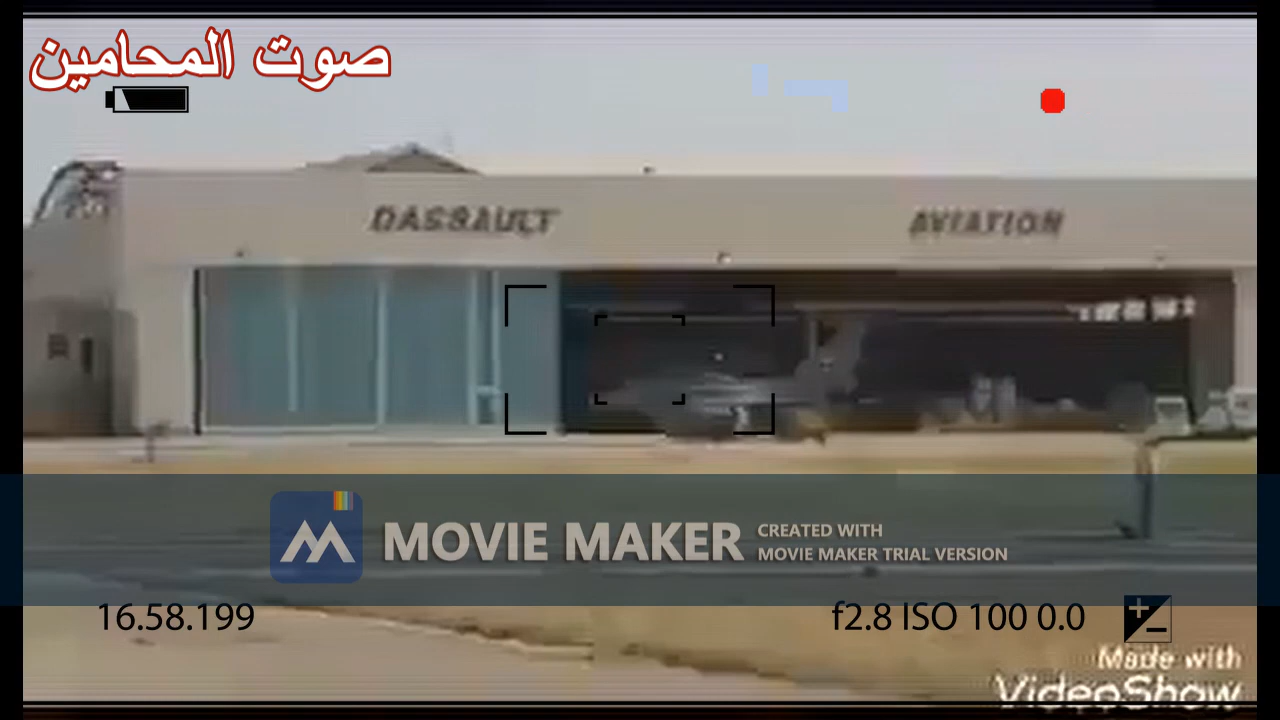 صوت المحامين
DASSAULT AVIATION
MOVIE MAKER
CREATED WITH
MOVIE MAKER TRIAL VERSION
16.58.199
f2.8 ISO 100 0.0
Made with
VideoShow